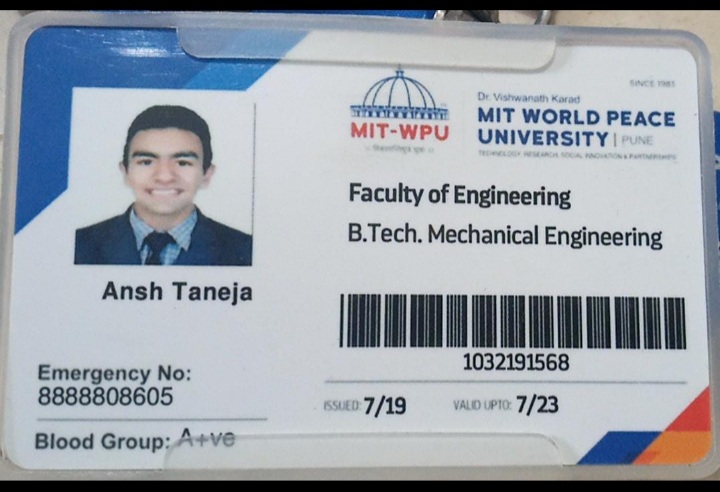 SINCE 1983
Dr. Vishwanath Karad
MIT WORLD PEACE
UNIVERSITY | PUNE
TECHNOLOGY, RESEARCH, SOCIAL INNOVATION & PARTNERSHIPS
MIT-WPU
Faculty of Engineering
B.Tech. Mechanical Engineering
Ansh Taneja
1032191568
Emergency No:
8888808605
ISSUED: 7/19 VALID UPTO: 7/23
Blood Group: A+ve